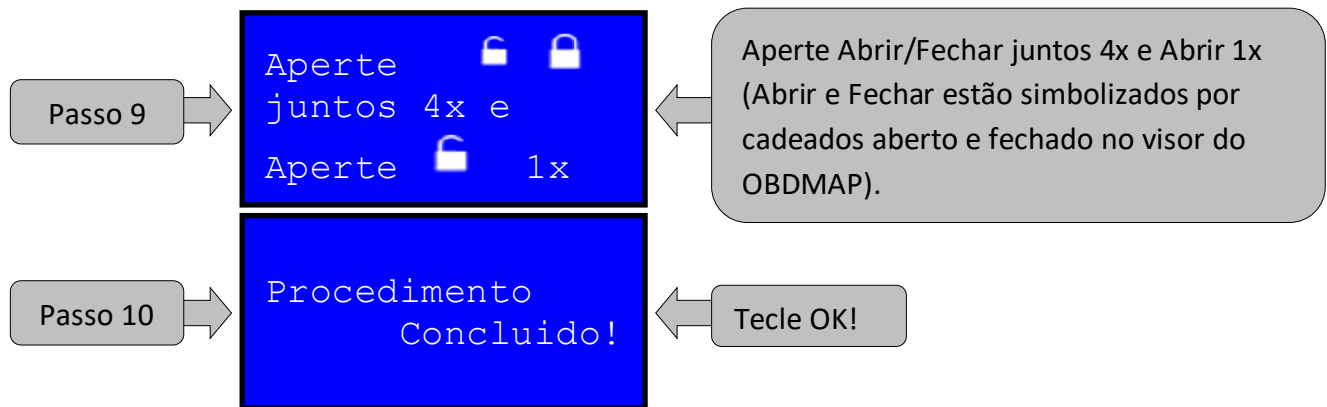 Passo 9
Aperte
juntos 4x e
Aperte 1x
Aperte Abrir/Fechar juntos 4x e Abrir 1x
(Abrir e Fechar estão simbolizados por
cadeados aberto e fechado no visor do
OBDMAP).
Passo 10
Procedimento
Concluido!
Tecle OK!